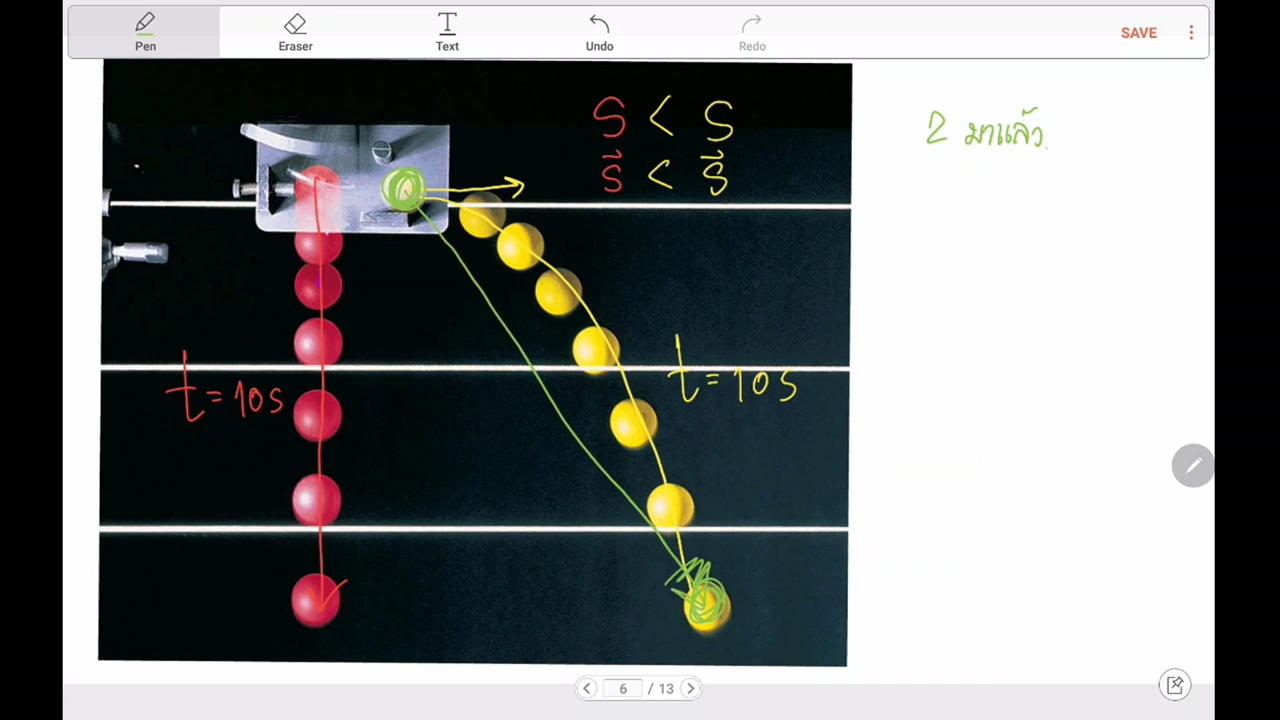 Pen
Eraser
Text
Undo
Redo
SAVE
S < S
s⃗ < s⃗
2 มาแล้ว
t = 10 s
t = 10 s
6 / 13